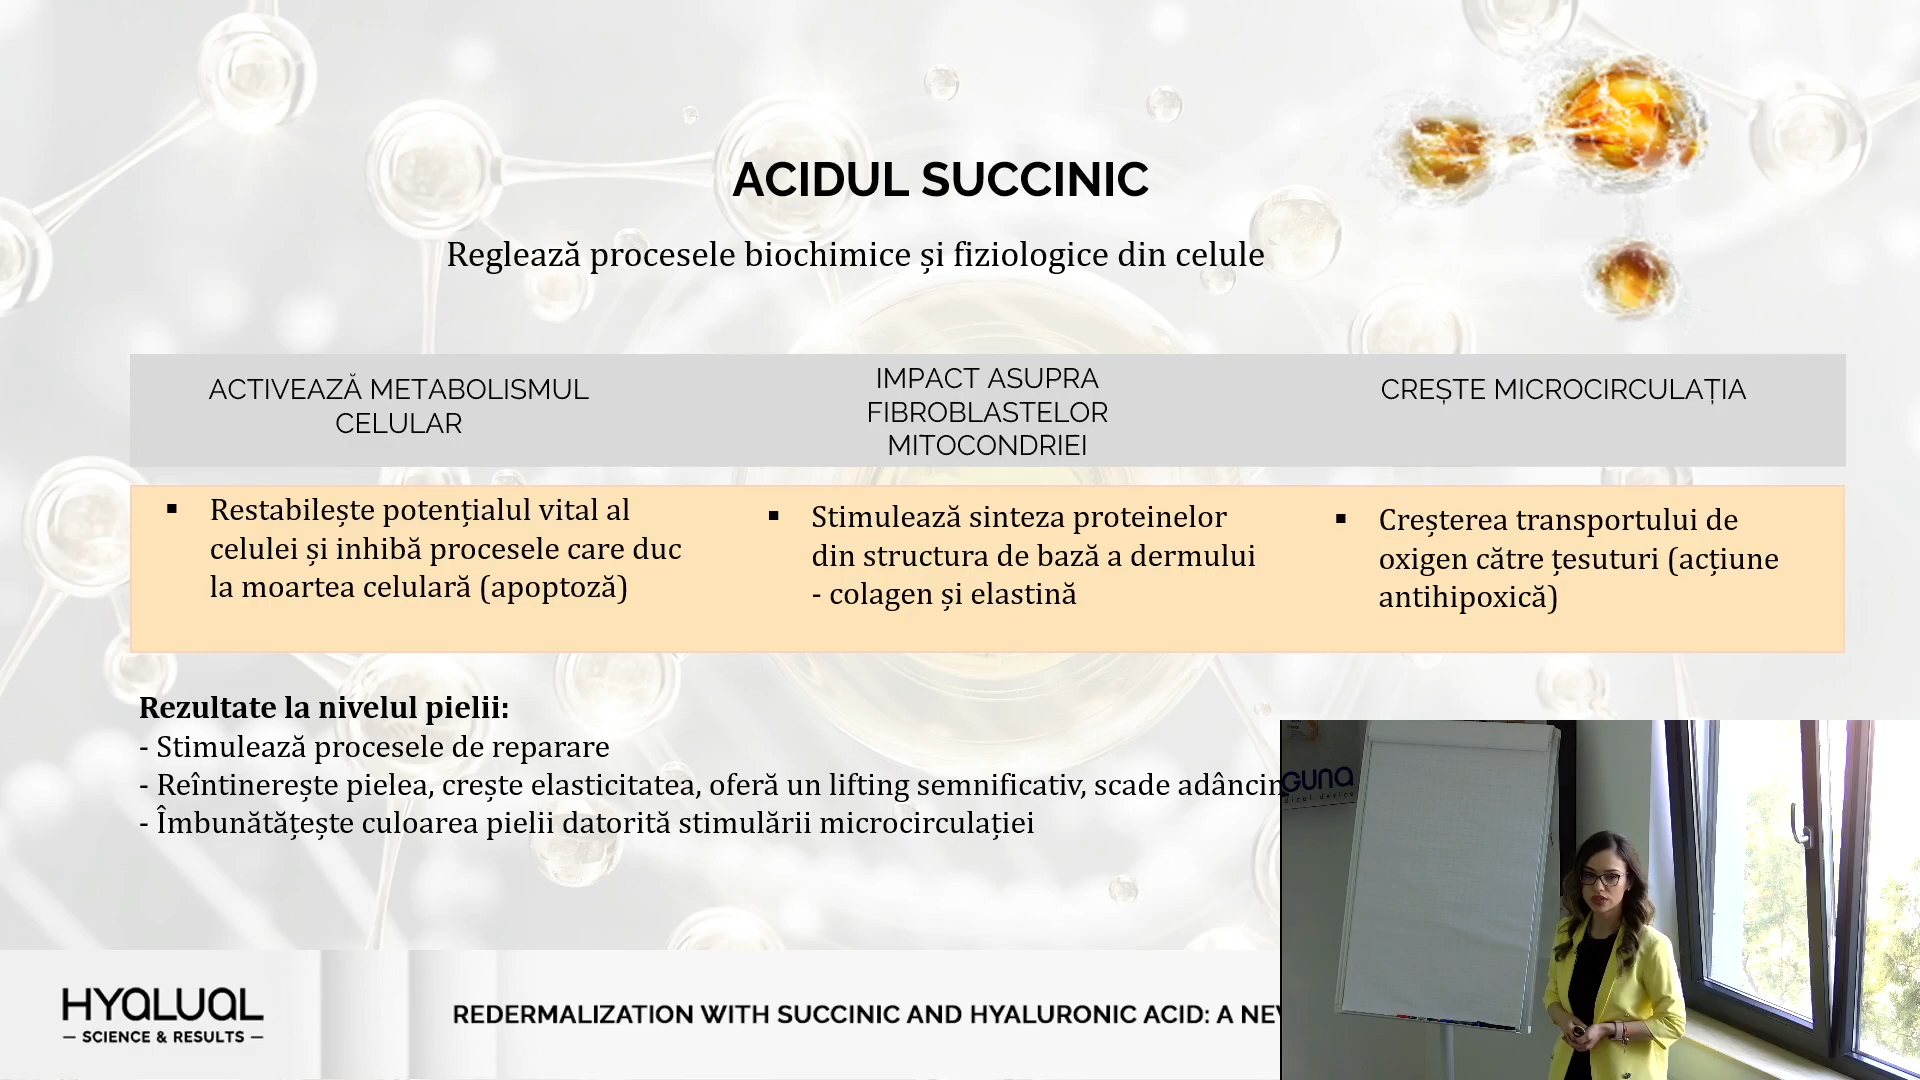 ACIDUL SUCCINIC
Reglează procesele biochimice și fiziologice din celule
ACTIVEAZĂ METABOLISMUL
CELULAR
IMPACT ASUPRA
FIBROBLASTELOR
MITOCONDRIEI
CREȘTE MICROCIRCULAȚIA
▪ Restabilește potențialul vital al
celulei și inhibă procesele care duc
la moartea celulară (apoptoză)
▪ Stimulează sinteza proteinelor
din structura de bază a dermului
- colagen și elastină
▪ Creșterea transportului de
oxigen către țesuturi (acțiune
antihipoxică)
Rezultate la nivelul pielii:
- Stimulează procesele de reparare
- Reîntinerește pielea, crește elasticitatea, oferă un lifting semnificativ, scade
- Îmbunătățește culoarea pielii datorită stimulării microcirculației
GUNA
HYALUAL
— SCIENCE & RESULTS —
REDERMALIZATION WITH SUCCINIC AND HYALURONIC ACID: A